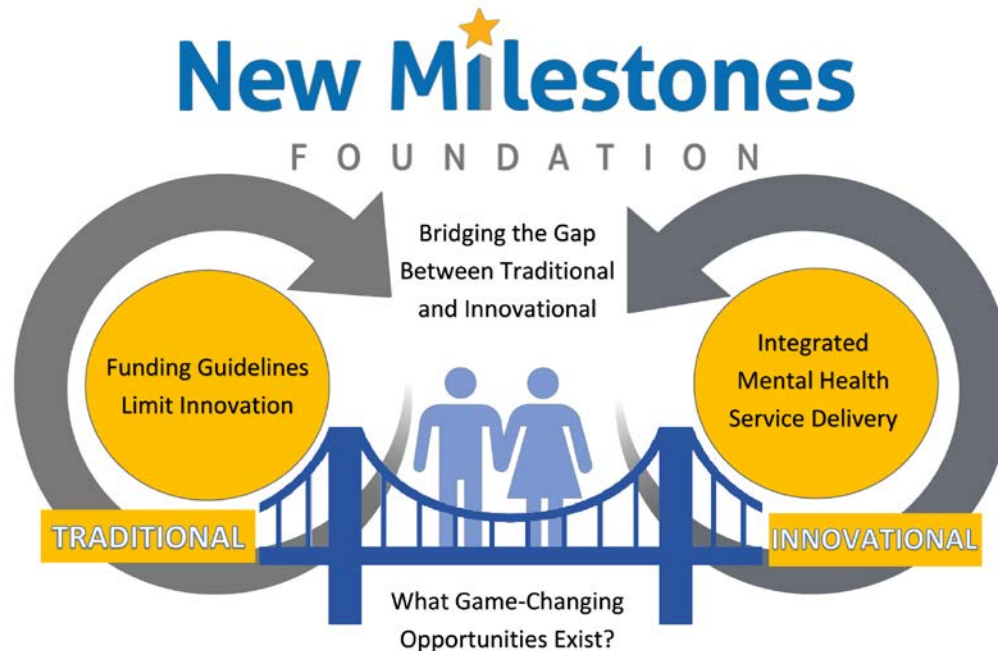 New Milestones
FOUNDATION
Bridging the Gap
Between Traditional
and Innovational
Funding Guidelines
Limit Innovation
Integrated
Mental Health
Service Delivery
TRADITIONAL
INNOVATIONAL
What Game-Changing
Opportunities Exist?